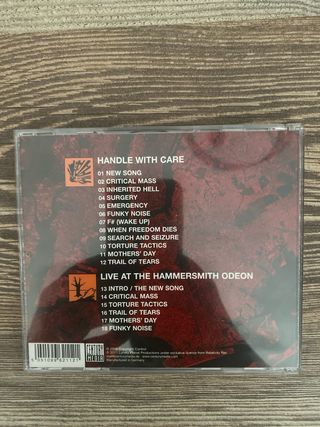 HANDLE WITH CARE
01 NEW SONG
02 CRITICAL MASS
03 INHERITED HELL
04 SURGERY
05 EMERGENCY
06 FUNKY NOISE
07 F# (WAKE UP)
08 WHEN FREEDOM DIES
09 SEARCH AND SEIZURE
10 TORTURE TACTICS
11 MOTHERS' DAY
12 TRAIL OF TEARS
LIVE AT THE HAMMERSMITH ODEON
13 INTRO / THE NEW SONG
14 CRITICAL MASS
15 TORTURE TACTICS
16 TRAIL OF TEARS
17 MOTHERS' DAY
18 FUNKY NOISE
CENTURY MEDIA